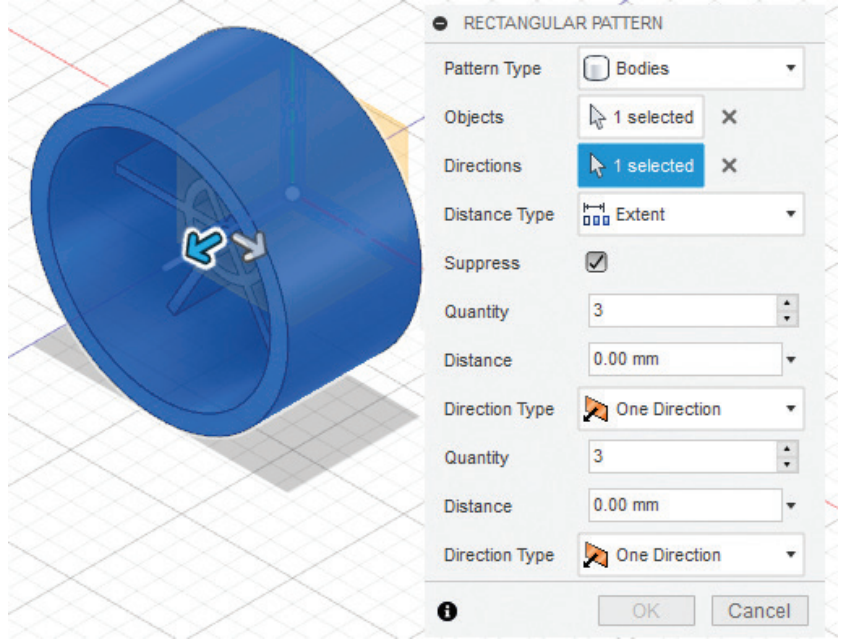 RECTANGULAR PATTERN
Pattern Type Bodies
Objects 1 selected
Directions 1 selected
Distance Type Extent
Suppress
Quantity 3
Distance 0.00 mm
Direction Type One Direction
Quantity 3
Distance 0.00 mm
Direction Type One Direction
OK Cancel